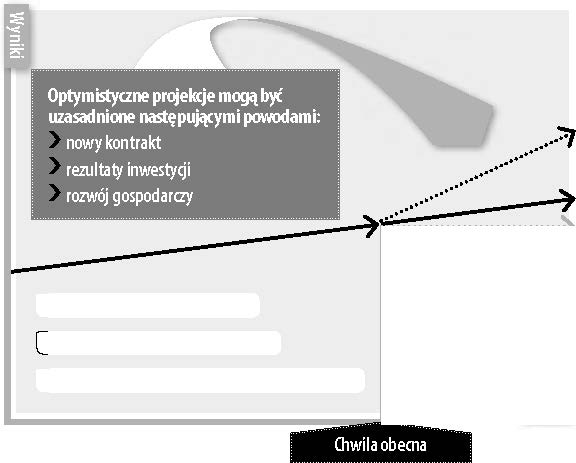 Wyniki
Optymistyczne projekcje mogą być
uzasadnione następującymi powodami:
nowy kontrakt
rezultaty inwestycji
rozwój gospodarczy
Chwila obecna